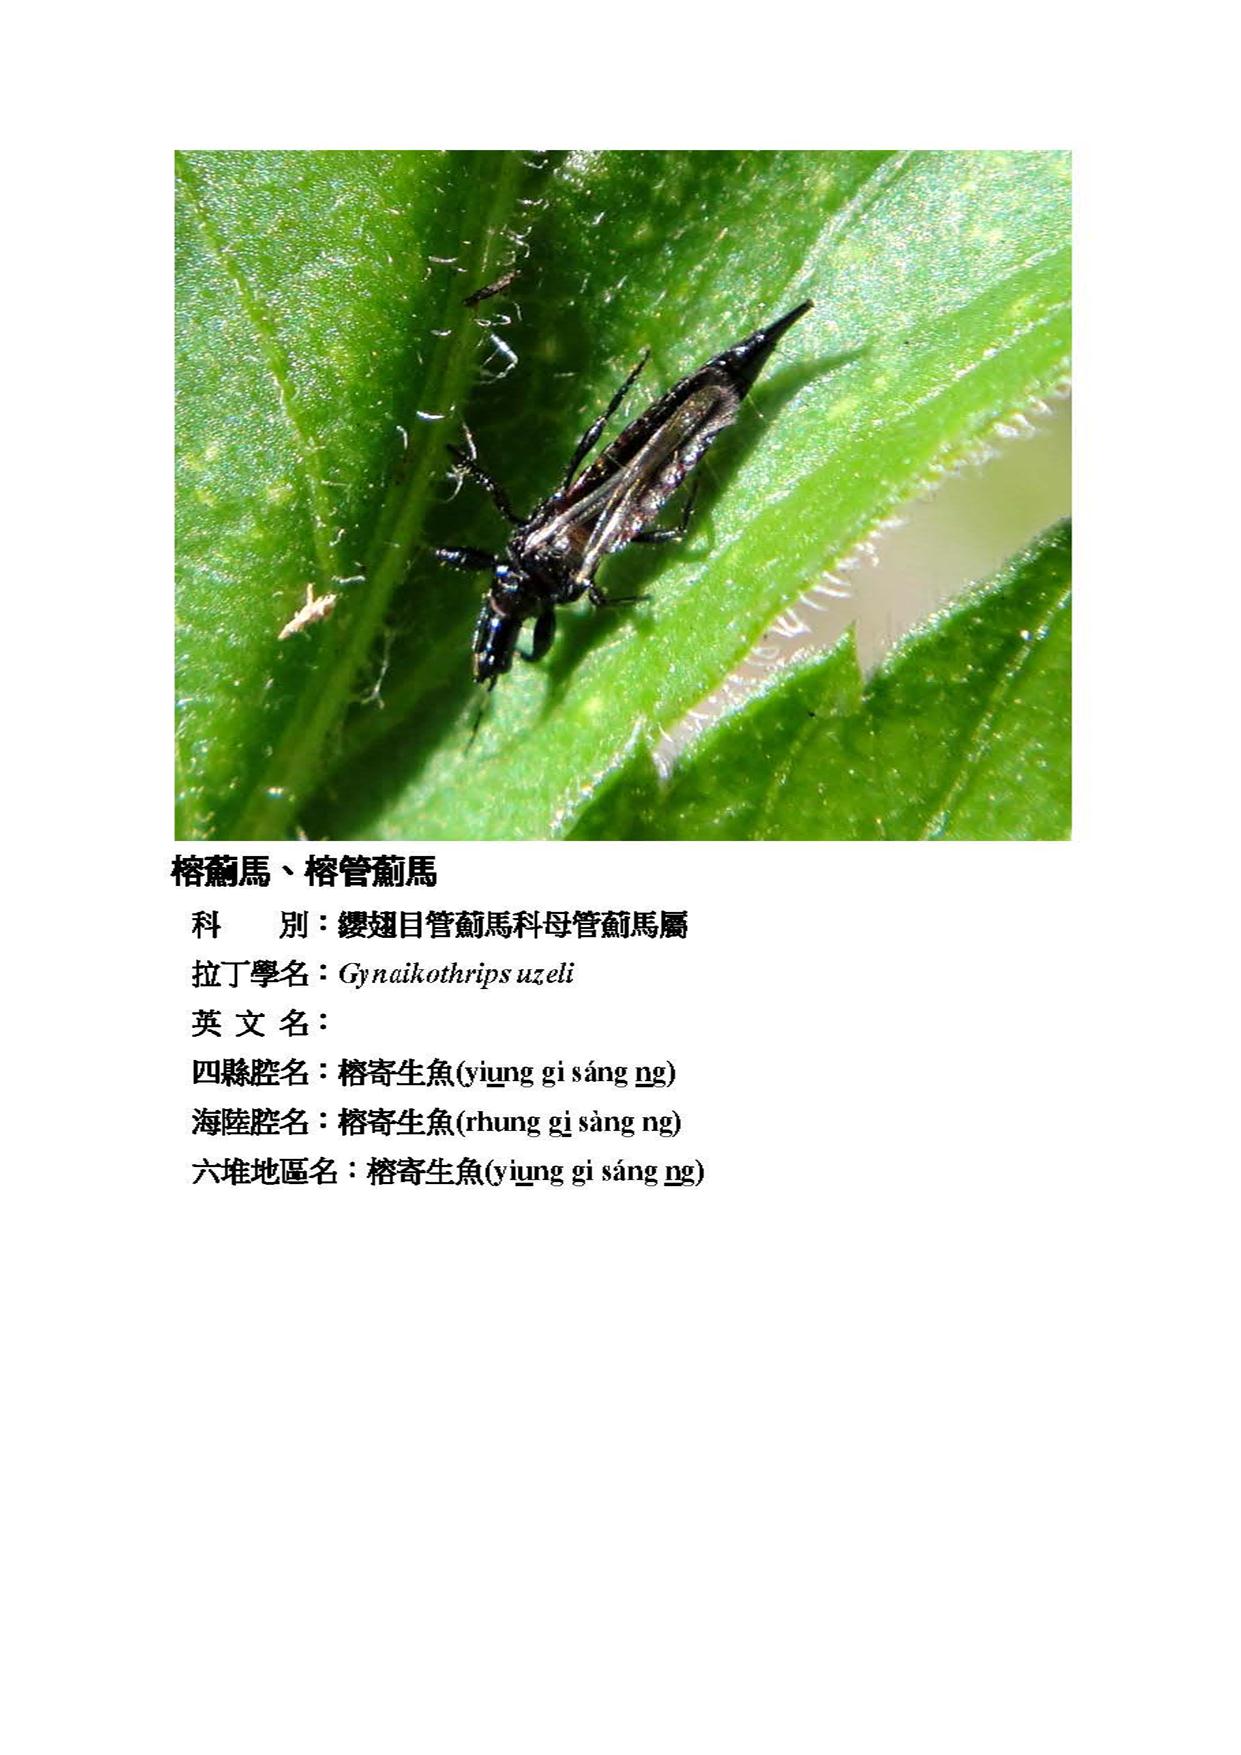 榕薊馬、榕管薊馬
科　　別：纓翅目管薊馬科母管薊馬屬
拉丁學名：Gynaikothrips uzeli
英 文 名：
四縣腔名：榕寄生魚(yiung gi sáng ng)
海陸腔名：榕寄生魚(rhung gi sàng ng)
六堆地區名：榕寄生魚(yiung gi sáng ng)